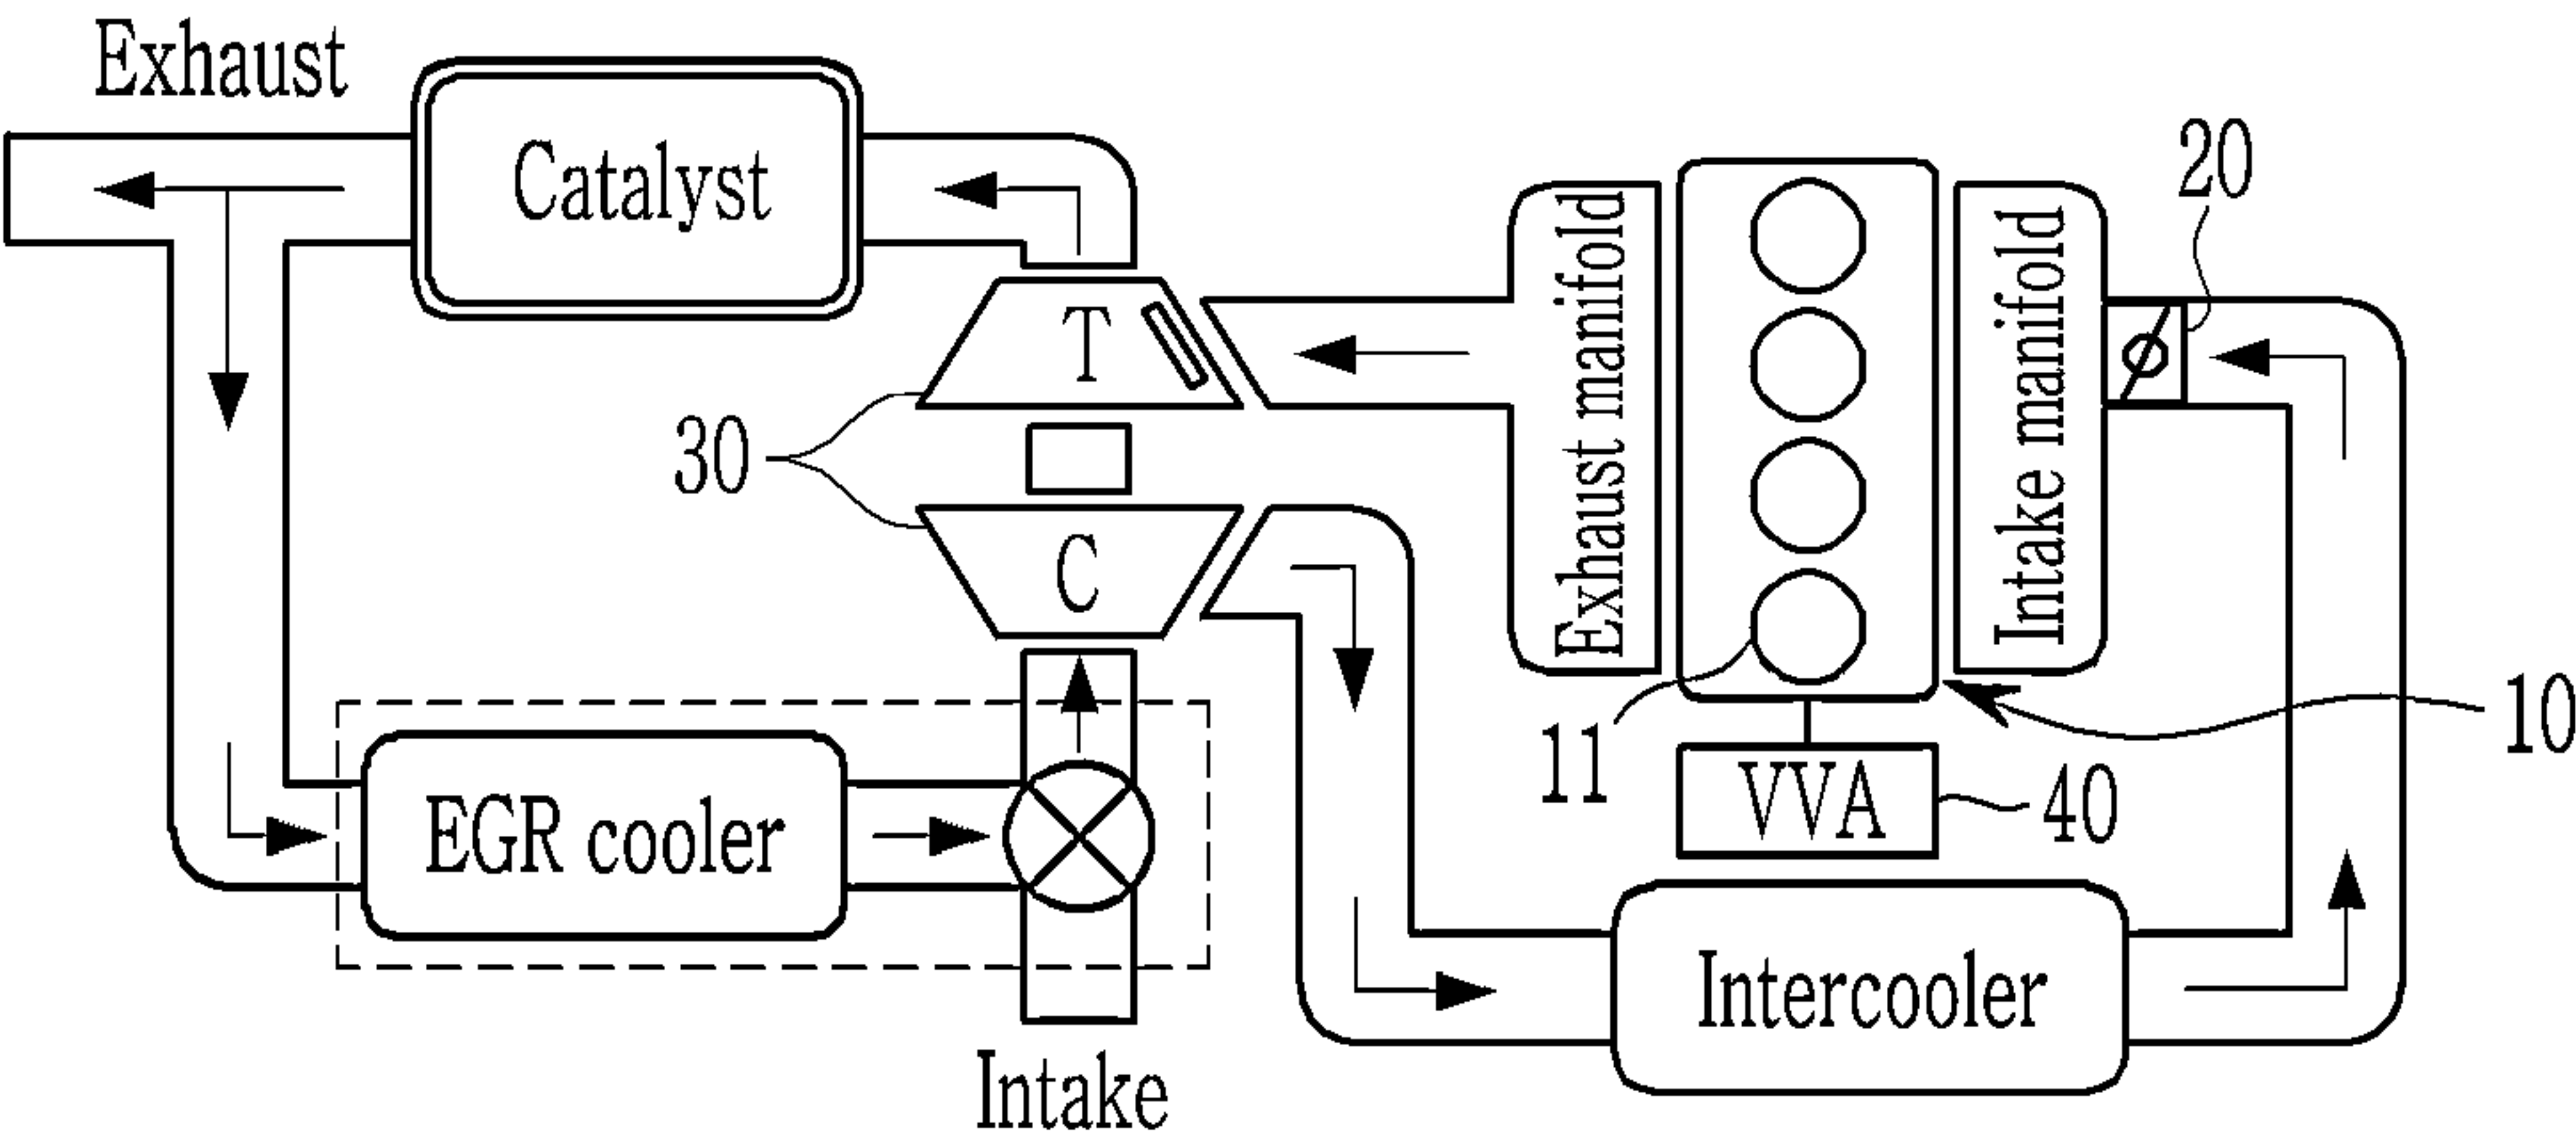 Exhaust
Catalyst
20
T
Exhaust manifold
Intake manifold
30
C
11
10
VVA
40
EGR cooler
Intercooler
Intake